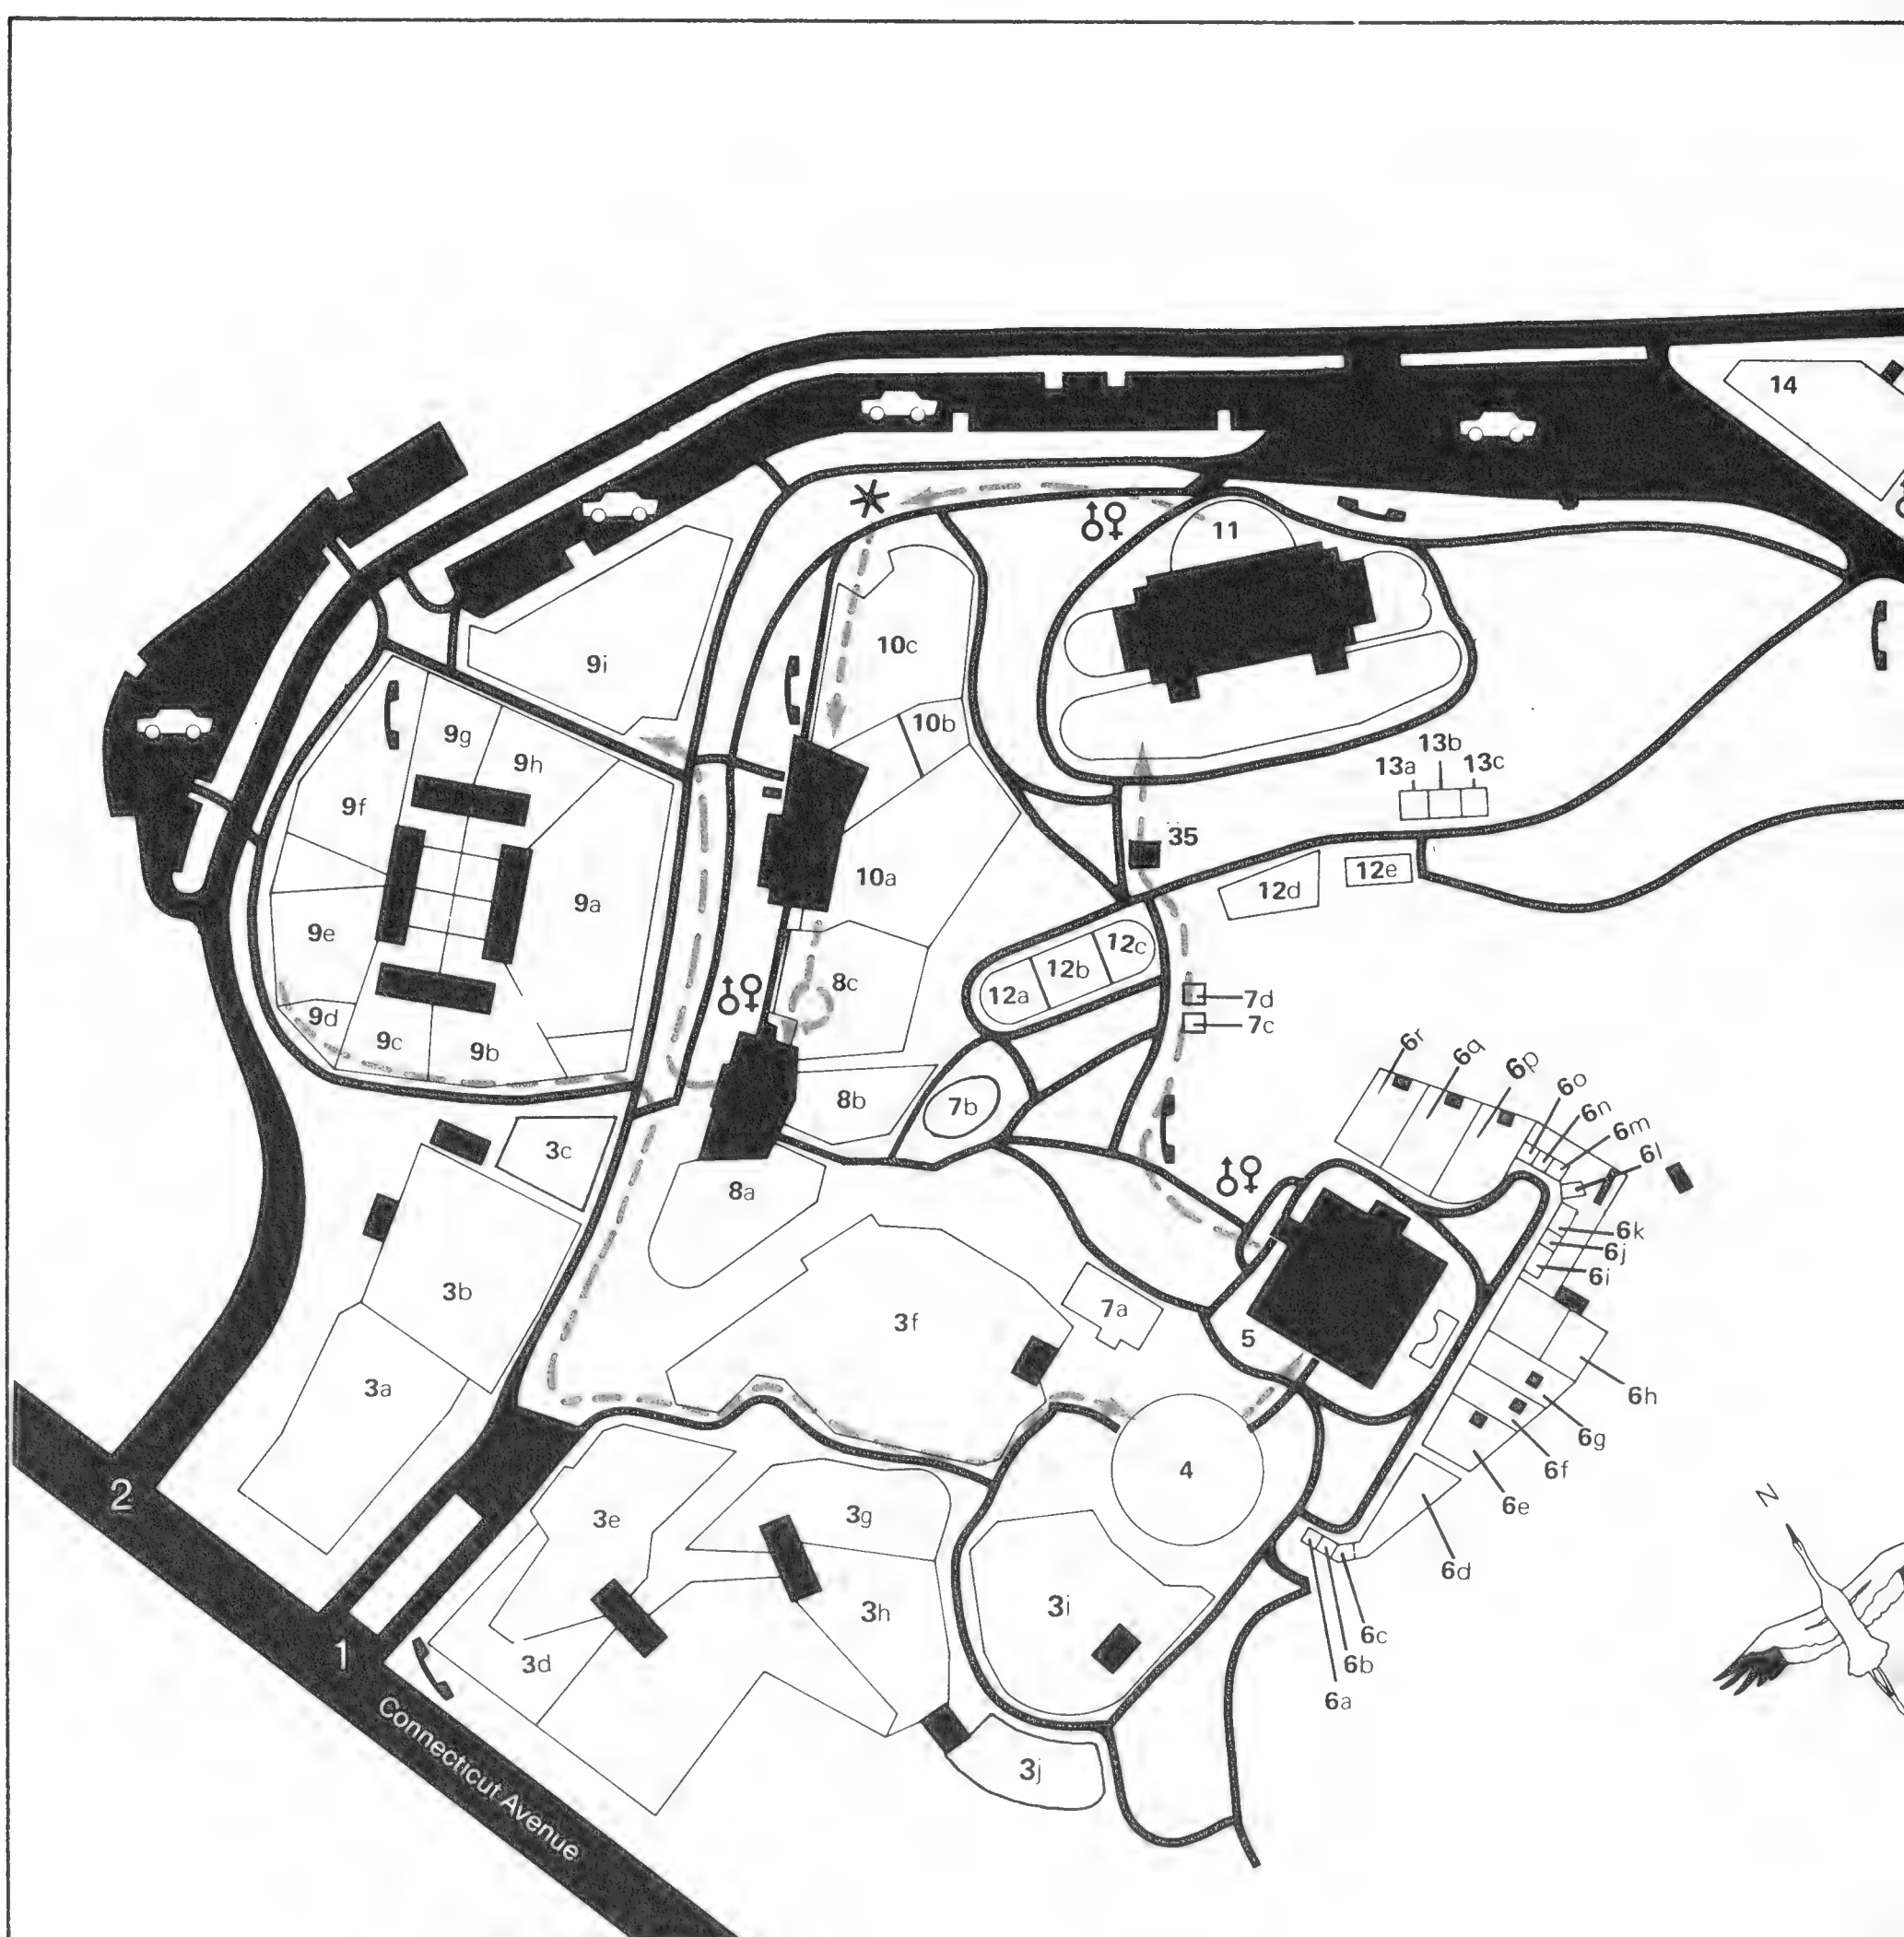 14
11
10c
9i
10b
9g
9h
13b
13a
13c
9f
35
10a
12e
12d
9a
9e
12c
12b
8c
12a
7d
9d
7c
9c
9b
6r
6q
6p
6o
6n
6m
6l
8b
7b
3c
8a
6k
6j
6i
3b
7a
3f
5
3a
6h
6g
4
6f
2
6e
N
3g
3e
6d
3i
3h
6c
1
3d
6b
6a
3j
Connecticut Avenue